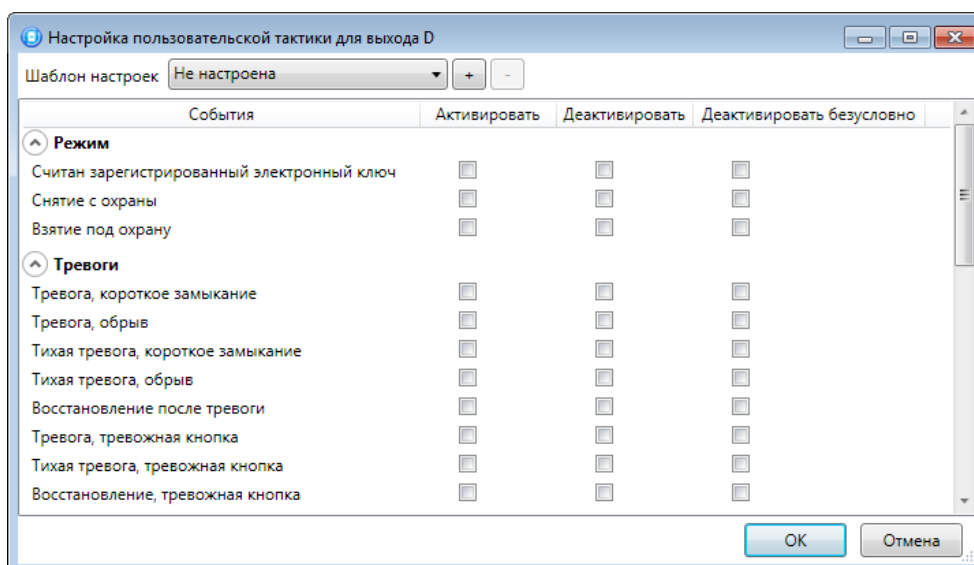 Настройка пользовательской тактики для выхода D
Шаблон настроек Не настроена + -
События Активировать Деактивировать Деактивировать безусловно
Режим
Считан зарегистрированный электронный ключ
Снятие с охраны
Взятие под охрану
Тревоги
Тревога, короткое замыкание
Тревога, обрыв
Тихая тревога, короткое замыкание
Тихая тревога, обрыв
Восстановление после тревоги
Тревога, тревожная кнопка
Тихая тревога, тревожная кнопка
Восстановление, тревожная кнопка
OK Отмена